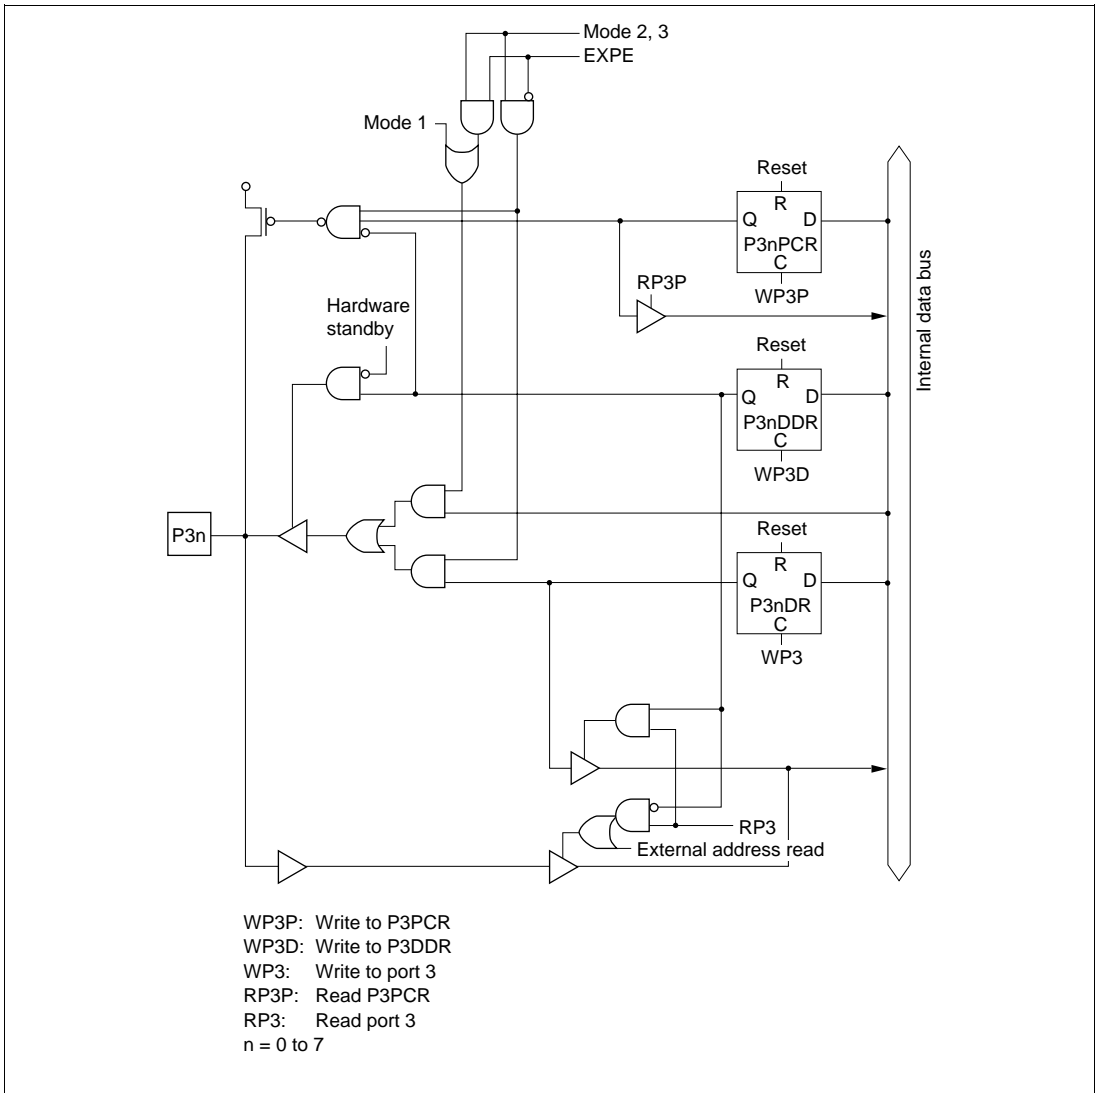 Mode 2, 3
EXPE
Mode 1
Reset
R
Q D
P3nPCR
C
WP3P
RP3P
Hardware
standby
Internal data bus
Reset
R
Q D
P3nDDR
C
WP3D
P3n
Reset
R
Q D
P3nDR
C
WP3
RP3
External address read
WP3P: Write to P3PCR
WP3D: Write to P3DDR
WP3: Write to port 3
RP3P: Read P3PCR
RP3: Read port 3
n = 0 to 7